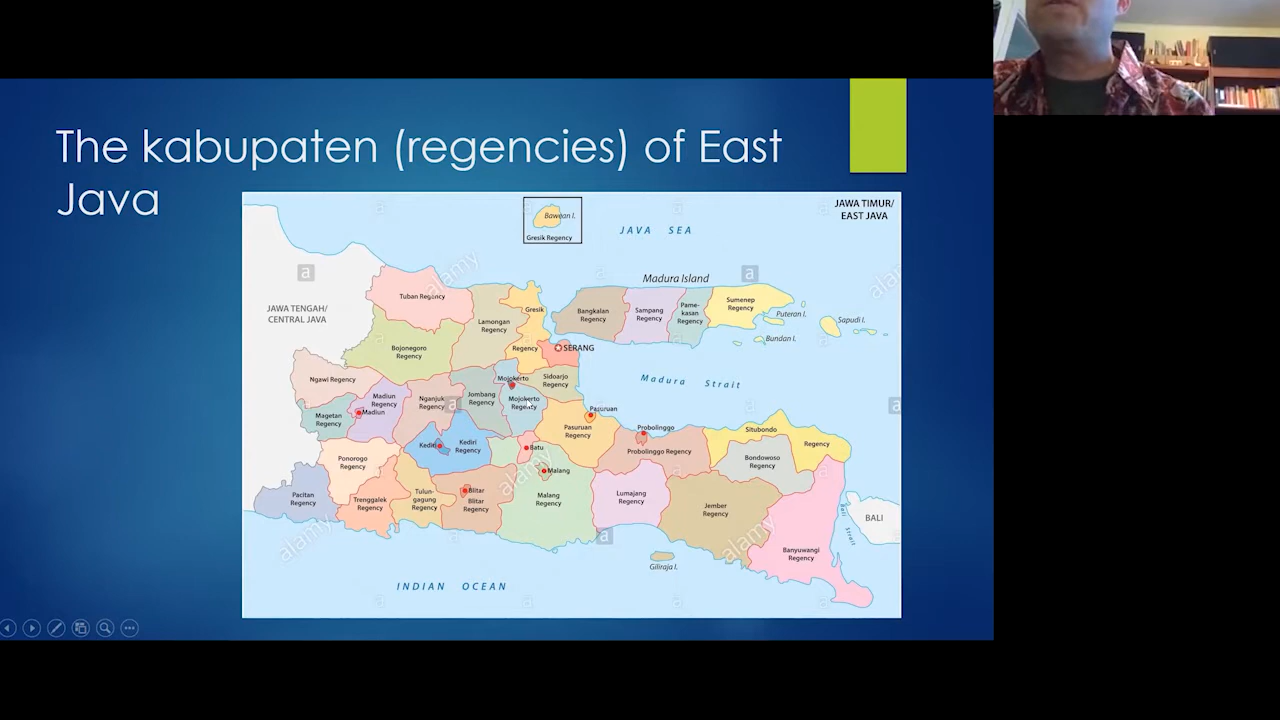 The kabupaten (regencies) of East
Java
JAWA TIMUR/
EAST JAVA
Bawean I.
Gresik Regency
JAVA SEA
Madura Island
JAWA TENGAH/
CENTRAL JAVA
Tuban Regency
Lamongan
Regency
Gresik
Regency
Bangkalan
Regency
Sampang
Regency
Pame-
kasan
Regency
Sumenep
Regency
Puteran I.
Sapudi I.
Bundan I.
SERANG
Bojonegoro
Regency
Ngawi Regency
Madiun
Regency
Madiun
Magetan
Regency
Nganjuk
Regency
Jombang
Regency
Mojokerto
Mojokerto
Regency
Sidoarjo
Regency
Madura Strait
Pasuruan
Pasuruan
Regency
Probolinggo
Probolinggo Regency
Situbondo
Regency
Bondowoso
Regency
Kediri
Kediri
Regency
Batu
Malang
Malang
Regency
Ponorogo
Regency
Pacitan
Regency
Trenggalek
Regency
Tulun-
gagung
Regency
Blitar
Blitar
Regency
Lumajang
Regency
Jember
Regency
Banyuwangi
Regency
Bali Strait
BALI
Giliraja I.
INDIAN OCEAN
a
alamy